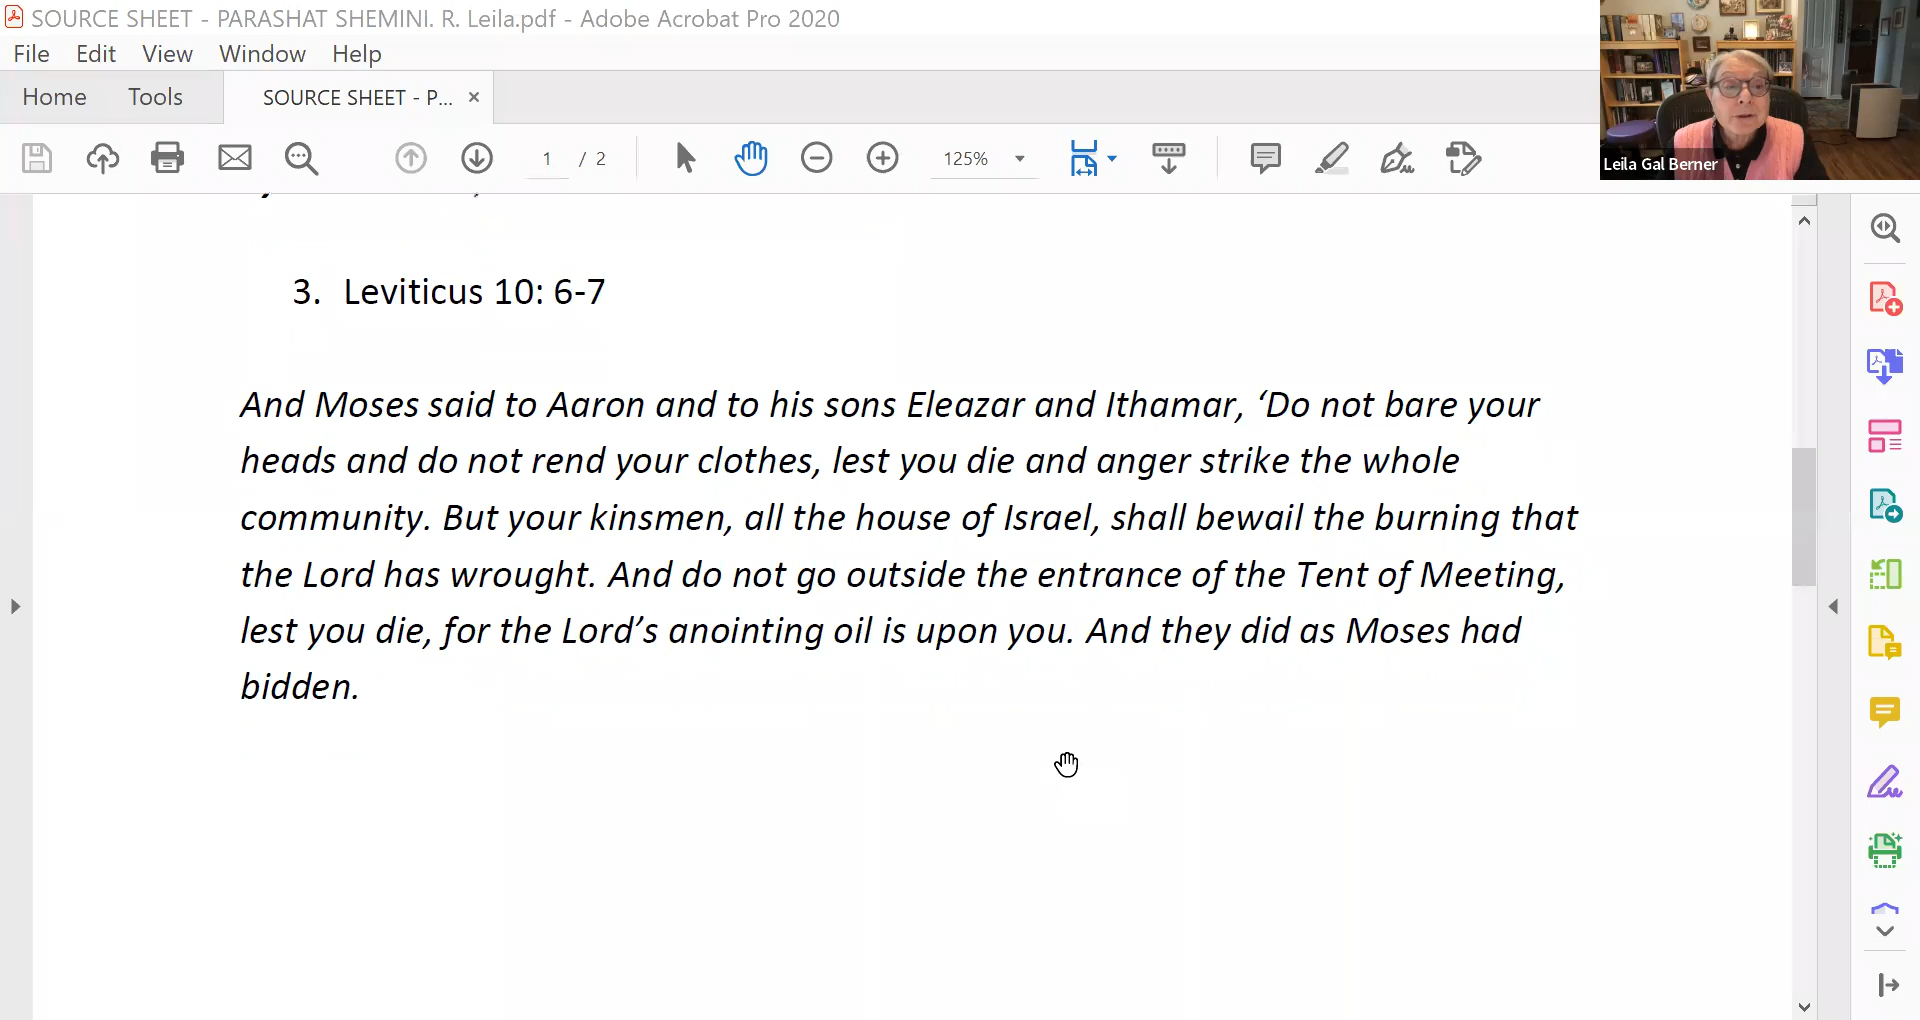 SOURCE SHEET - PARASHAT SHEMINI. R. Leila.pdf - Adobe Acrobat Pro 2020
File Edit View Window Help
Home Tools SOURCE SHEET - P... ×
1 / 2 125%
Leila Gal Berner
3. Leviticus 10: 6-7
And Moses said to Aaron and to his sons Eleazar and Ithamar, ‘Do not bare your
heads and do not rend your clothes, lest you die and anger strike the whole
community. But your kinsmen, all the house of Israel, shall bewail the burning that
the Lord has wrought. And do not go outside the entrance of the Tent of Meeting,
lest you die, for the Lord’s anointing oil is upon you. And they did as Moses had
bidden.